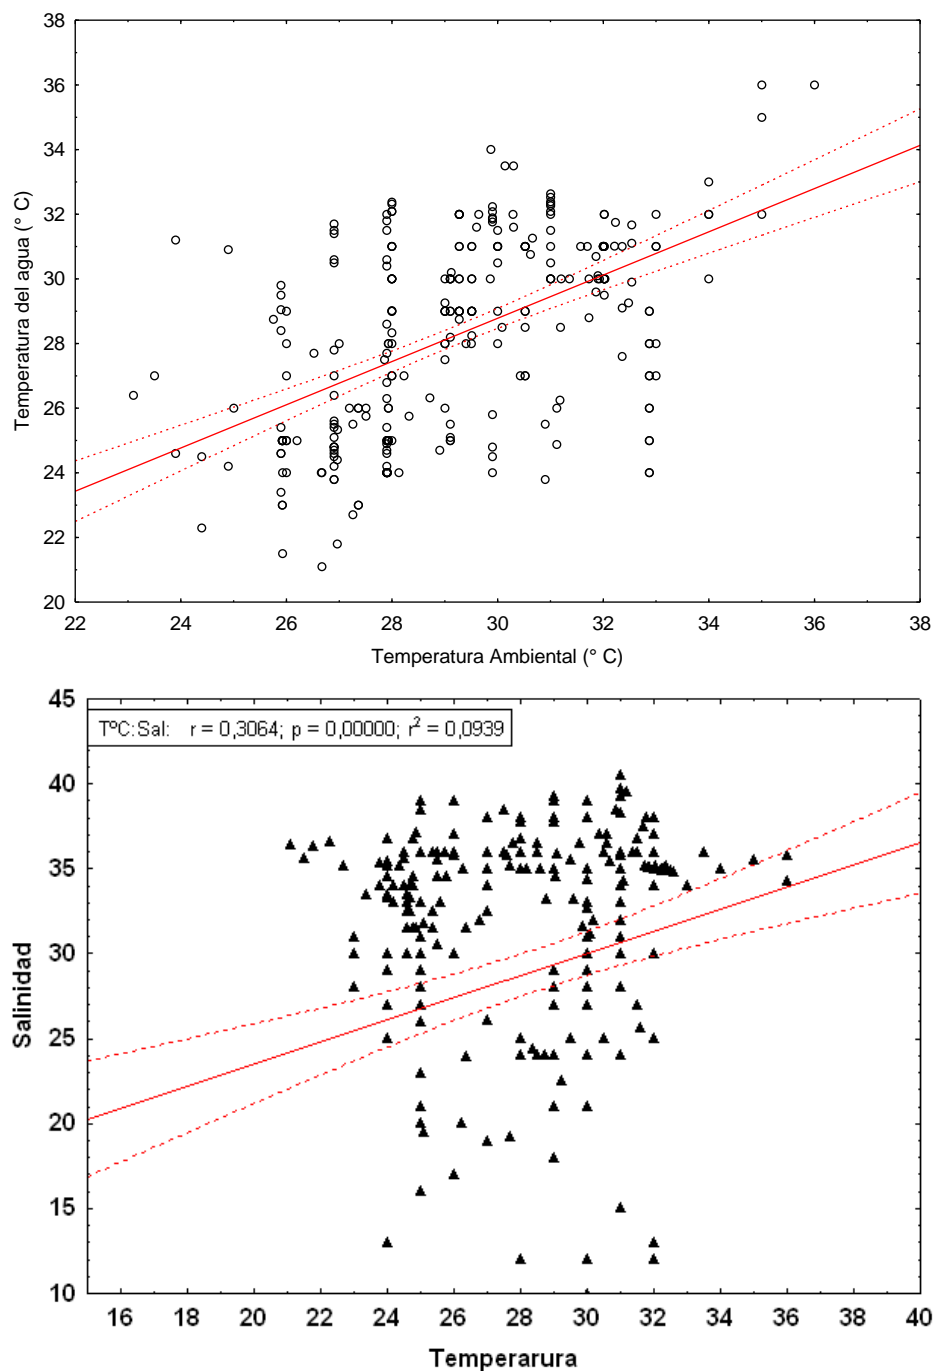 38
36
34
32
30
28
26
24
22
20
Temperatura del agua (° C)
22 24 26 28 30 32 34 36 38
Temperatura Ambiental (° C)
45
40
35
30
25
20
15
10
Salinidad
TºC:Sal: r = 0,3064; p = 0,00000; r² = 0,0939
16 18 20 22 24 26 28 30 32 34 36 38 40
Temperarura